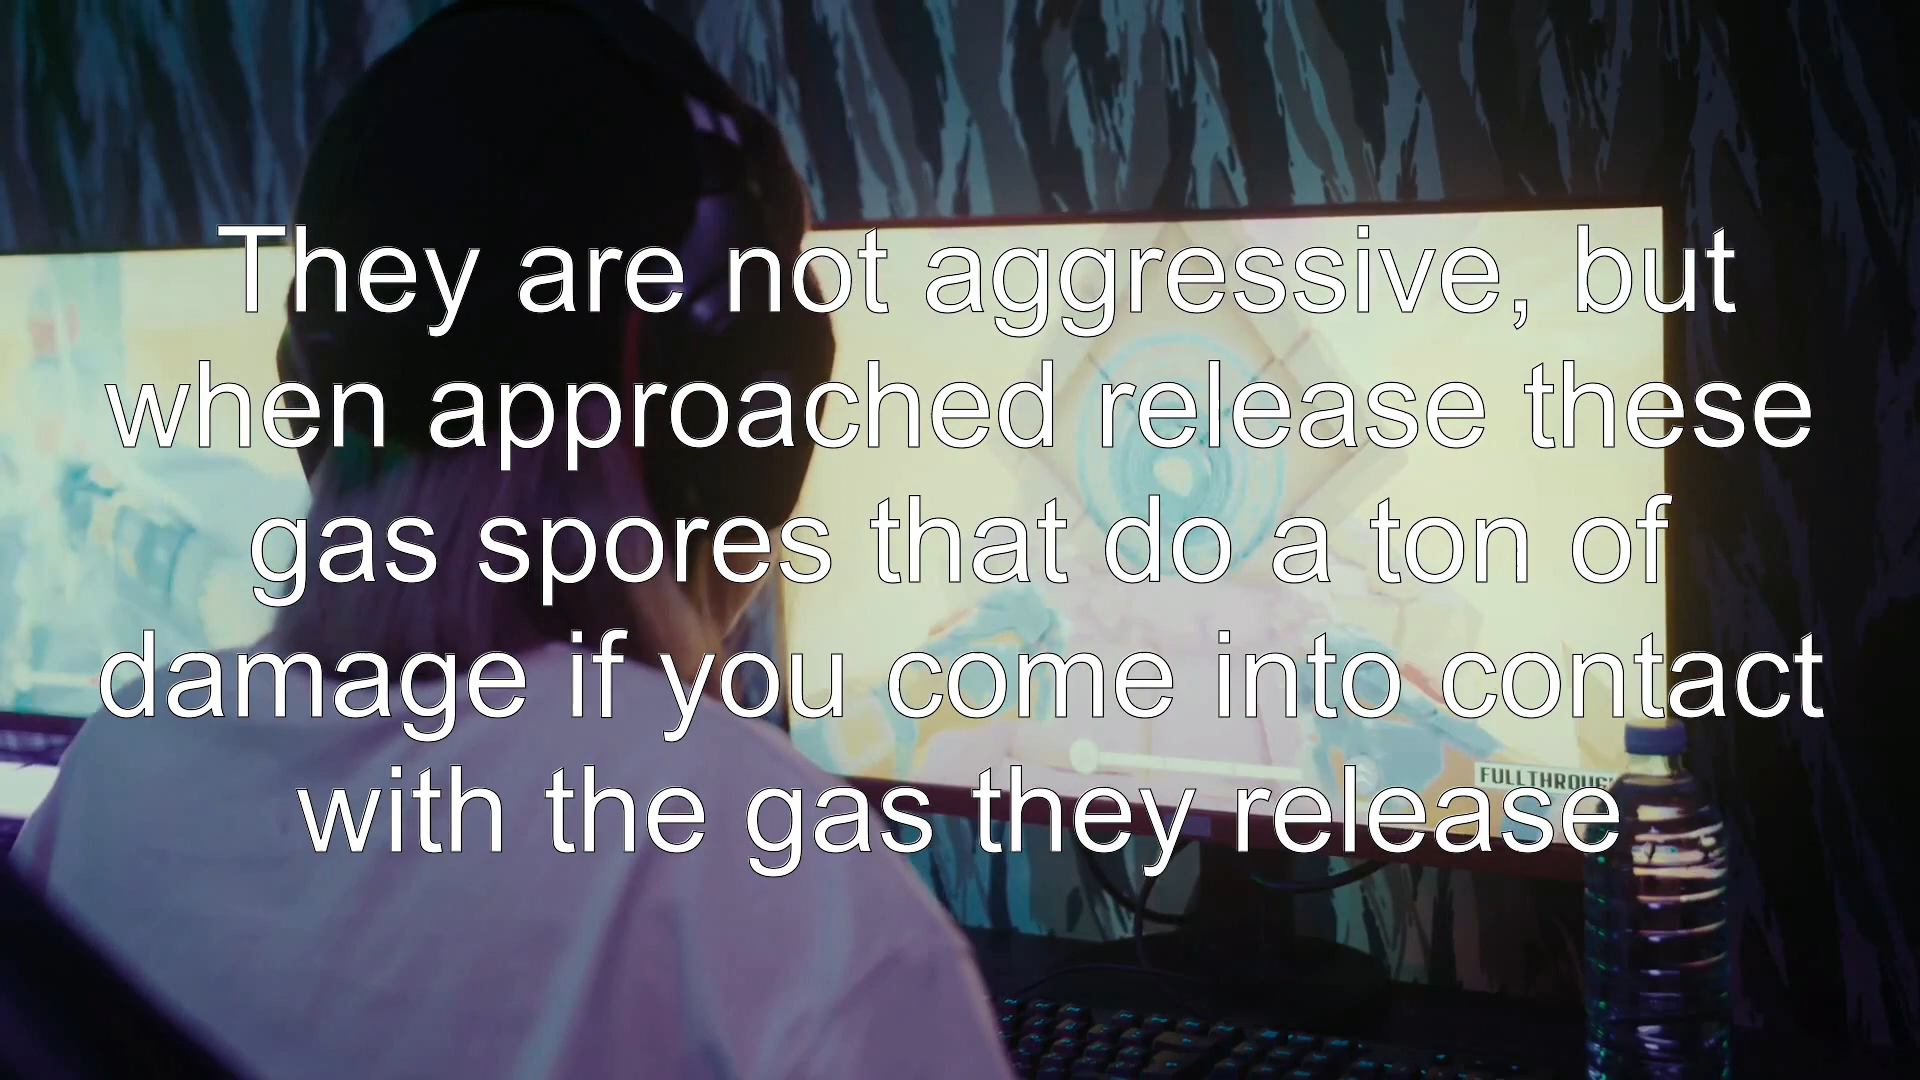 They are not aggressive, but
when approached release these
gas spores that do a ton of
damage if you come into contact
with the gas they release